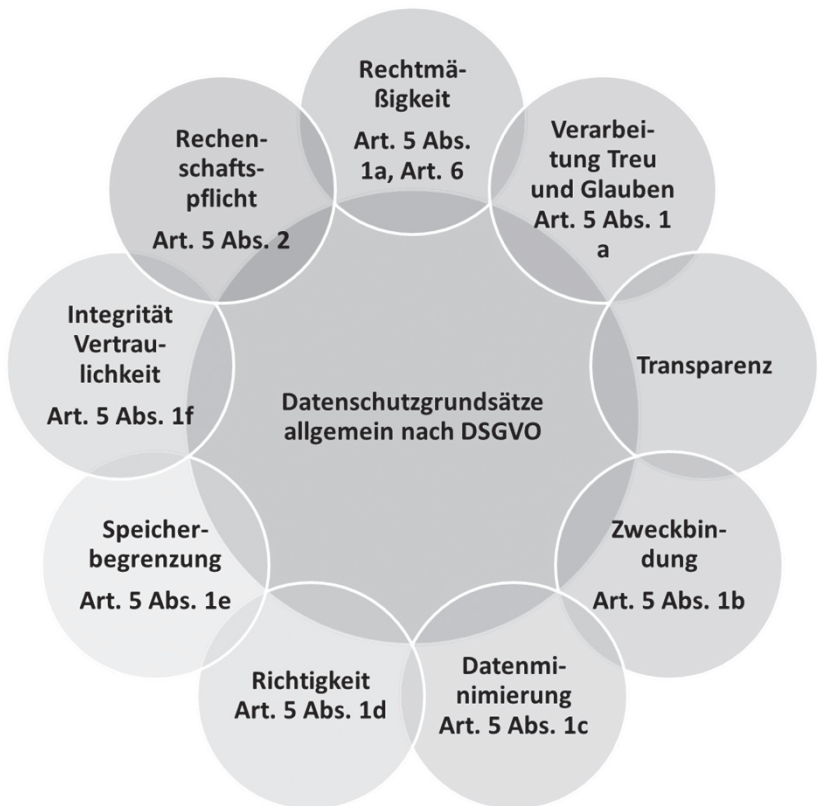 Rechtmä-
ßigkeit
Art. 5 Abs.
1a, Art. 6
Verarbei-
tung Treu
und Glauben
Art. 5 Abs. 1
a
Transparenz
Zweckbin-
dung
Art. 5 Abs. 1b
Datenmi-
nimierung
Art. 5 Abs. 1c
Richtigkeit
Art. 5 Abs. 1d
Speicher-
begrenzung
Art. 5 Abs. 1e
Integrität
Vertrau-
lichkeit
Art. 5 Abs. 1f
Rechen-
schafts-
pflicht
Art. 5 Abs. 2
Datenschutzgrundsätze
allgemein nach DSGVO